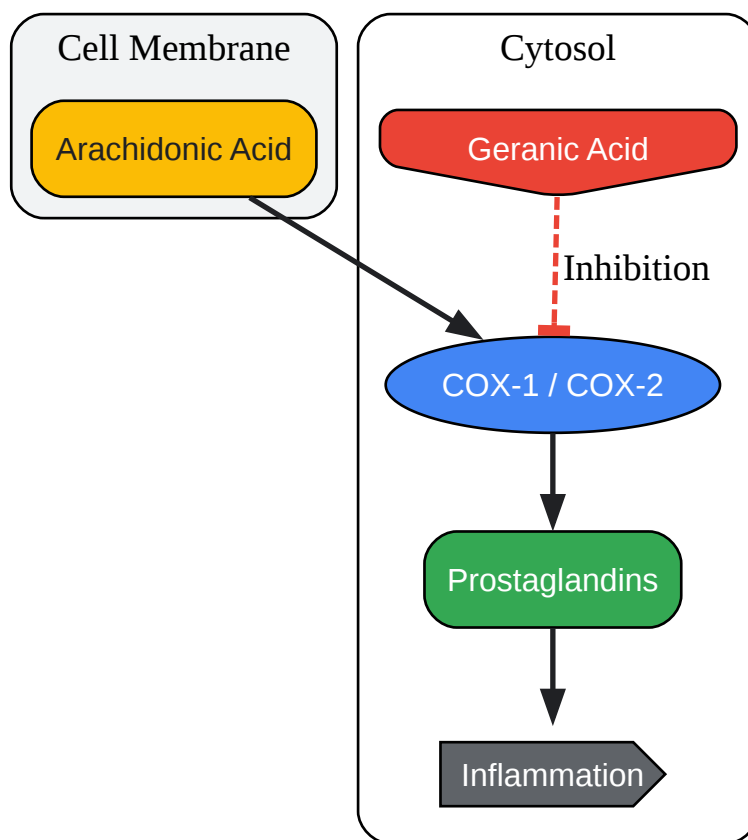 Cell Membrane
Arachidonic Acid
Cytosol
Geranic Acid
Inhibition
COX-1 / COX-2
Prostaglandins
Inflammation